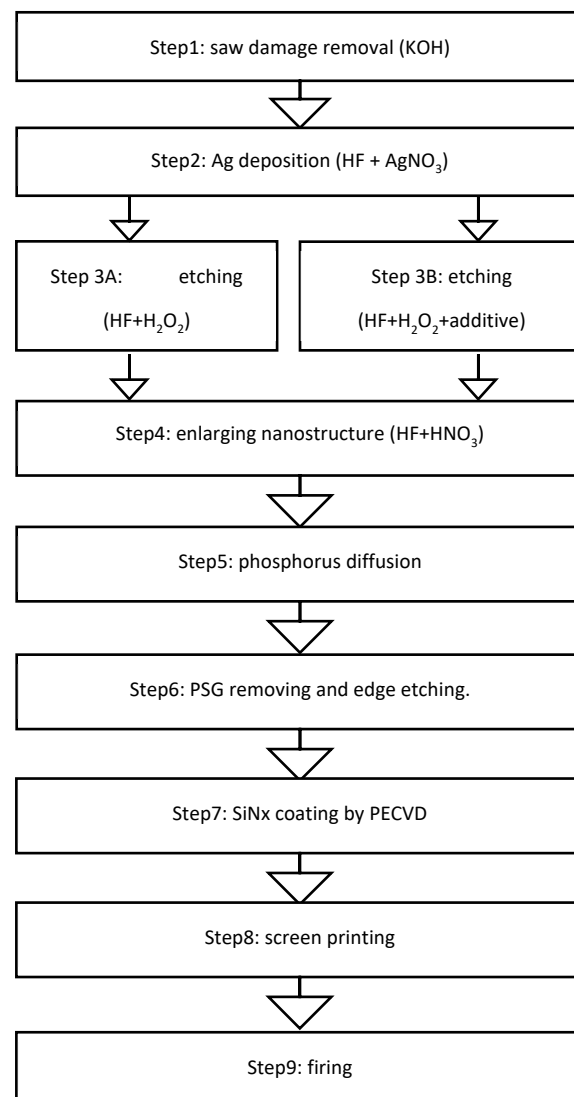 Step1: saw damage removal (KOH)
Step2: Ag deposition (HF + AgNO₃)
Step 3A: etching
(HF+H₂O₂)
Step 3B: etching
(HF+H₂O₂+additive)
Step4: enlarging nanostructure (HF+HNO₃)
Step5: phosphorus diffusion
Step6: PSG removing and edge etching.
Step7: SiNx coating by PECVD
Step8: screen printing
Step9: firing